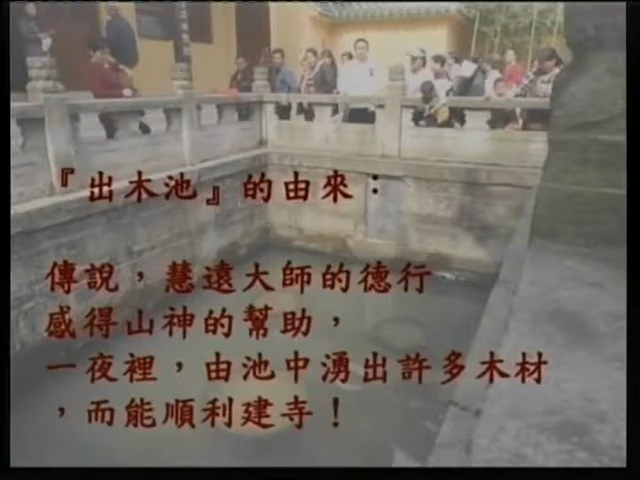 『出木池』的由來：
傳說，慧遠大師的德行
感得山神的幫助，
一夜裡，由池中湧出許多木材
，而能順利建寺！